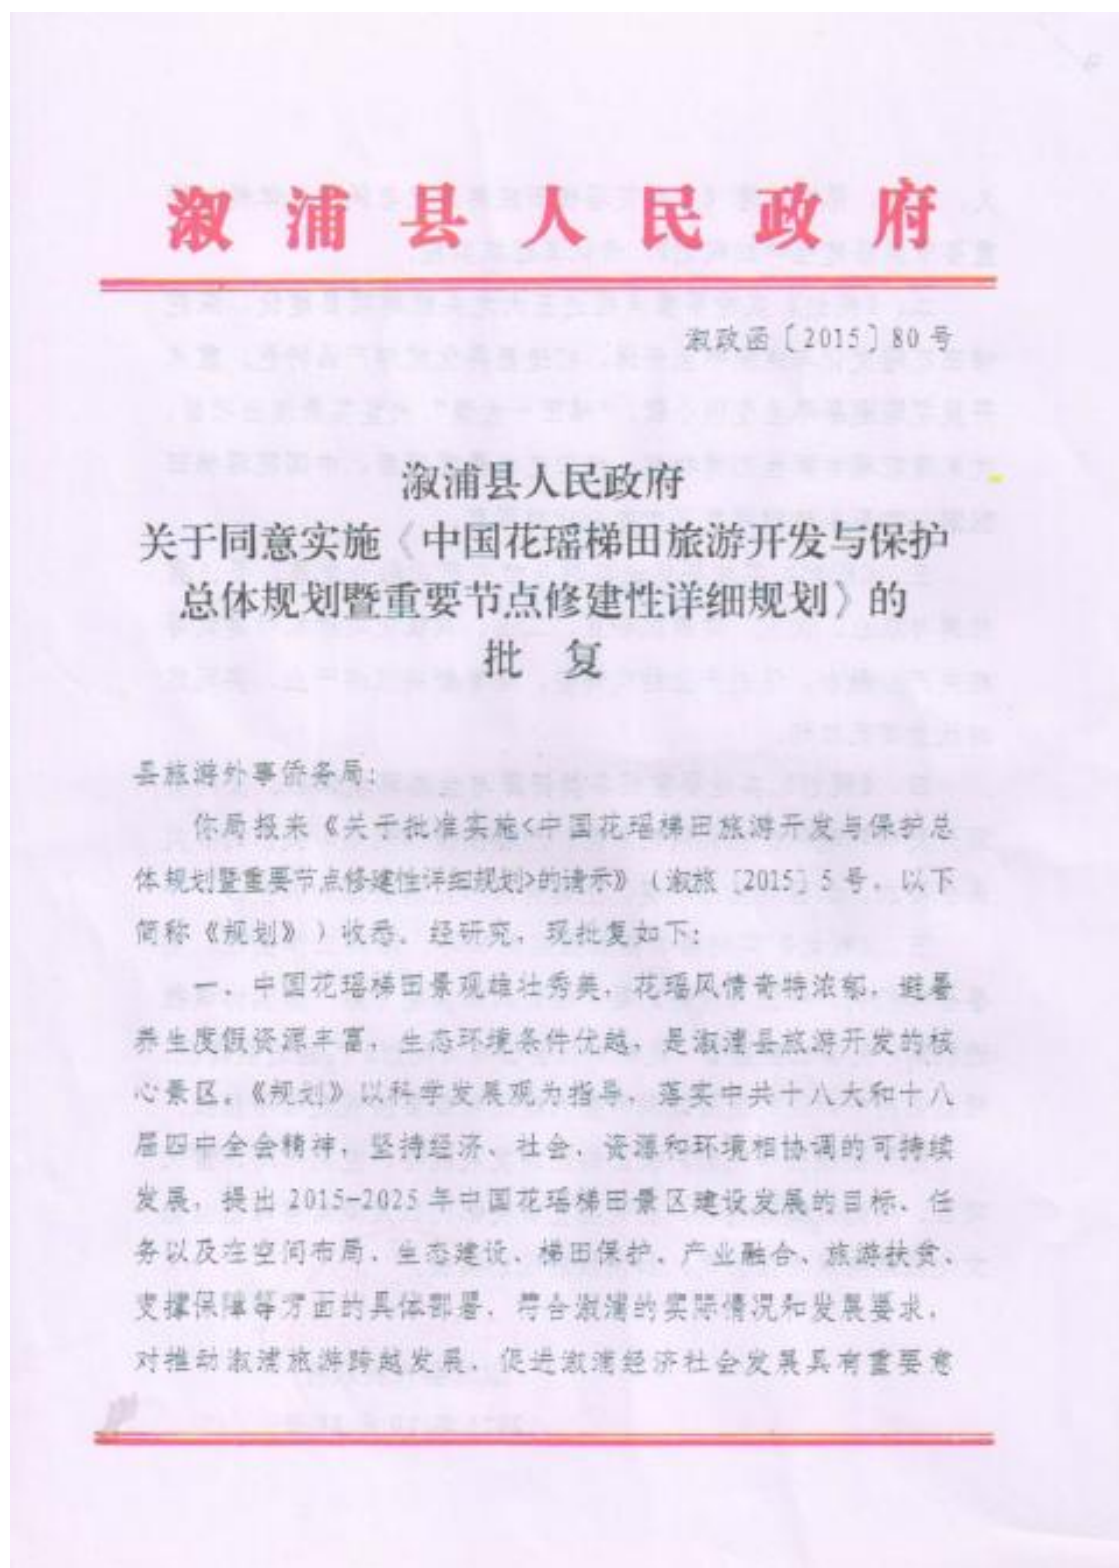 溆浦县人民政府
溆政函〔2015〕80号
溆浦县人民政府
关于同意实施《中国花瑶梯田旅游开发与保护
总体规划暨重要节点修建性详细规划》的
批 复
县旅游外事侨务局：
你局报来《关于批准实施<中国花瑶梯田旅游开发与保护总
体规划暨重要节点修建性详细规划>的请示》（溆旅［2015］5号，以下
简称《规划》）收悉。经研究，现批复如下：
一、中国花瑶梯田景观雄壮秀美，花瑶风情奇特浓郁，避暑
养生度假资源丰富，生态环境条件优越，是溆浦县旅游开发的核
心景区。《规划》以科学发展观为指导，落实中共十八大和十八
届四中全会精神，坚持经济、社会、资源和环境相协调的可持续
发展，提出2015-2025年中国花瑶梯田景区建设发展的目标、任
务以及在空间布局、生态建设、梯田保护、产业融合、旅游扶贫、
支撑保障等方面的具体部署，符合溆浦的实际情况和发展要求，
对推动溆浦旅游跨越发展，促进溆浦经济社会发展具有重要意